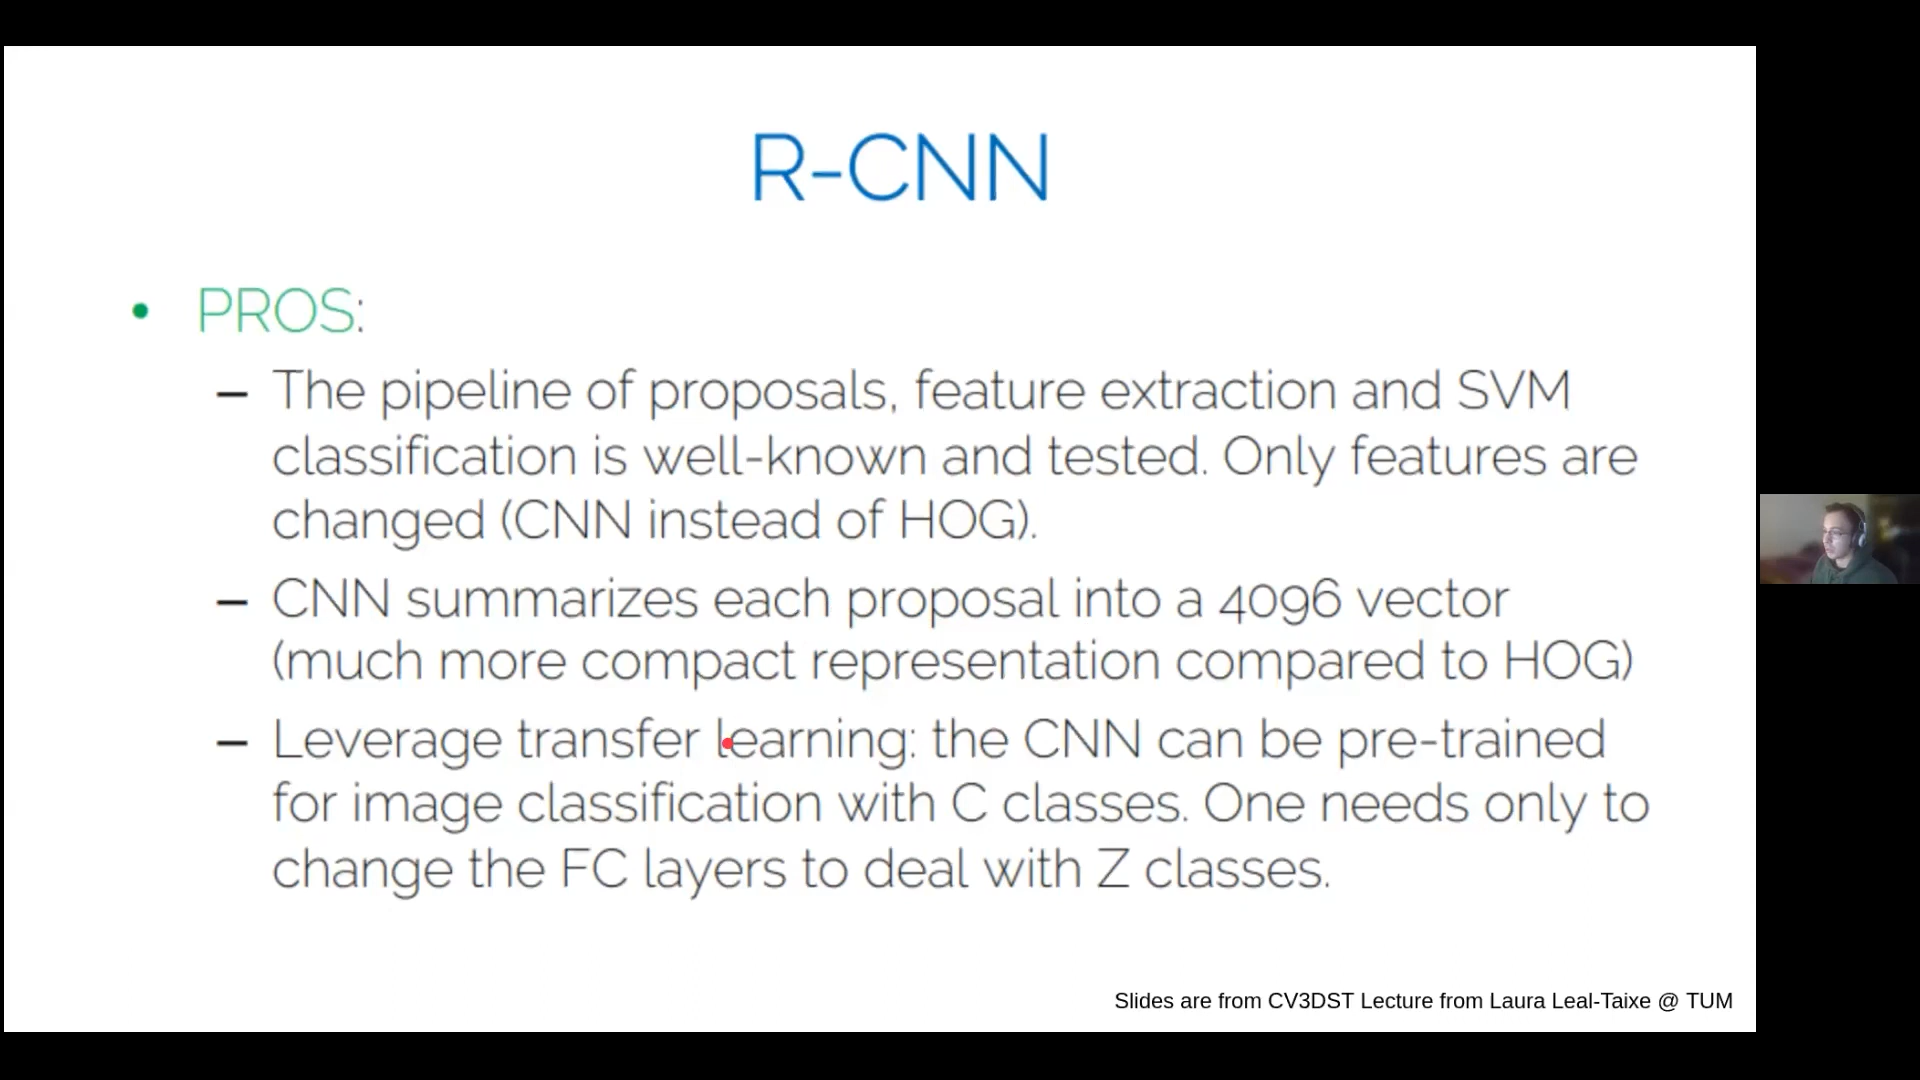 R-CNN
• PROS:
– The pipeline of proposals, feature extraction and SVM
classification is well-known and tested. Only features are
changed (CNN instead of HOG).
– CNN summarizes each proposal into a 4096 vector
(much more compact representation compared to HOG)
– Leverage transfer learning: the CNN can be pre-trained
for image classification with C classes. One needs only to
change the FC layers to deal with Z classes.
Slides are from CV3DST Lecture from Laura Leal-Taixe @ TUM